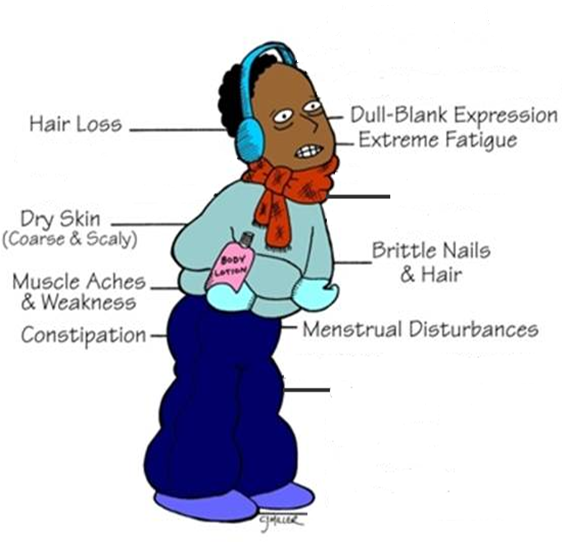 Hair Loss
Dull-Blank Expression
Extreme Fatigue
Dry Skin
(Coarse & Scaly)
Brittle Nails
& Hair
BODY
LOTION
Muscle Aches
& Weakness
Constipation
Menstrual Disturbances
CJMILLER